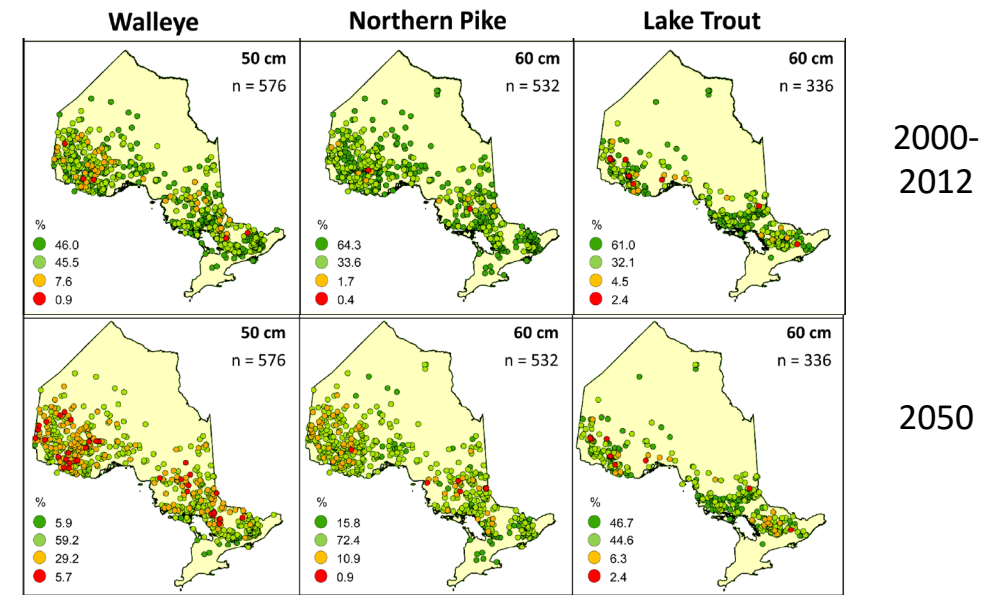 Walleye
Northern Pike
Lake Trout
50 cm
n = 576
%
46.0
45.5
7.6
0.9
60 cm
n = 532
%
64.3
33.6
1.7
0.4
60 cm
n = 336
%
61.0
32.1
4.5
2.4
2000-
2012
50 cm
n = 576
%
5.9
59.2
29.2
5.7
60 cm
n = 532
%
15.8
72.4
10.9
0.9
60 cm
n = 336
%
46.7
44.6
6.3
2.4
2050